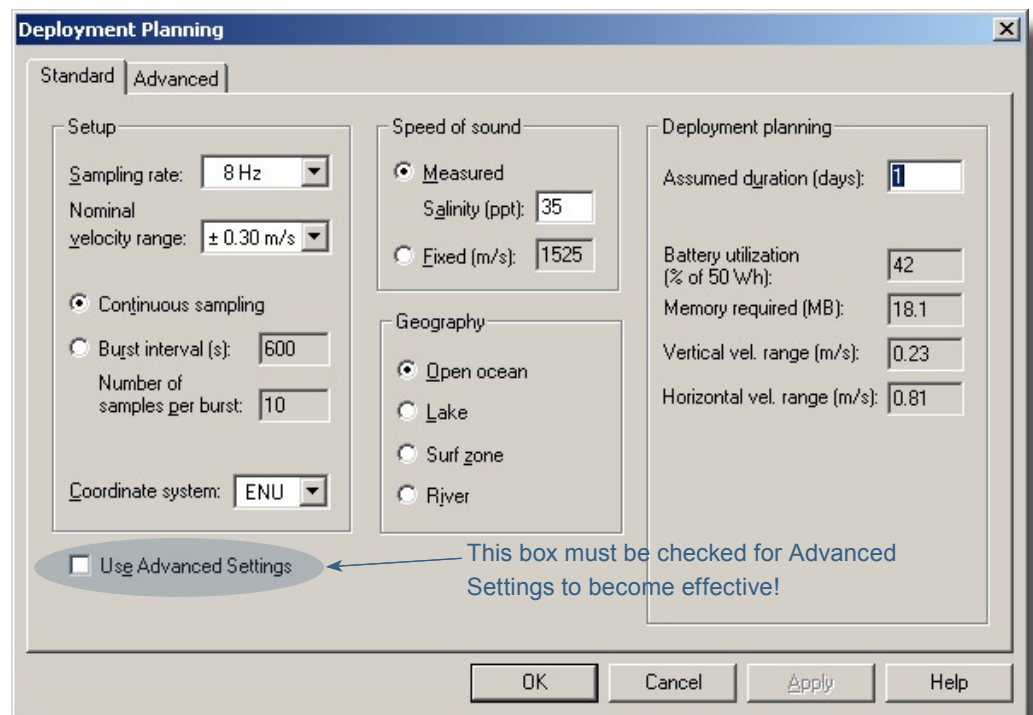 Deployment Planning
Standard
Advanced
Setup
Sampling rate: 8 Hz
Nominal
velocity range: ± 0.30 m/s
Continuous sampling
Burst interval (s): 600
Number of
samples per burst: 10
Coordinate system: ENU
Use Advanced Settings
Speed of sound
Measured
Salinity (ppt): 35
Fixed (m/s): 1525
Geography
Open ocean
Lake
Surf zone
River
Deployment planning
Assumed duration (days): 1
Battery utilization
(% of 50 Wh): 42
Memory required (MB): 18.1
Vertical vel. range (m/s): 0.23
Horizontal vel. range (m/s): 0.81
This box must be checked for Advanced
Settings to become effective!
OK
Cancel
Apply
Help